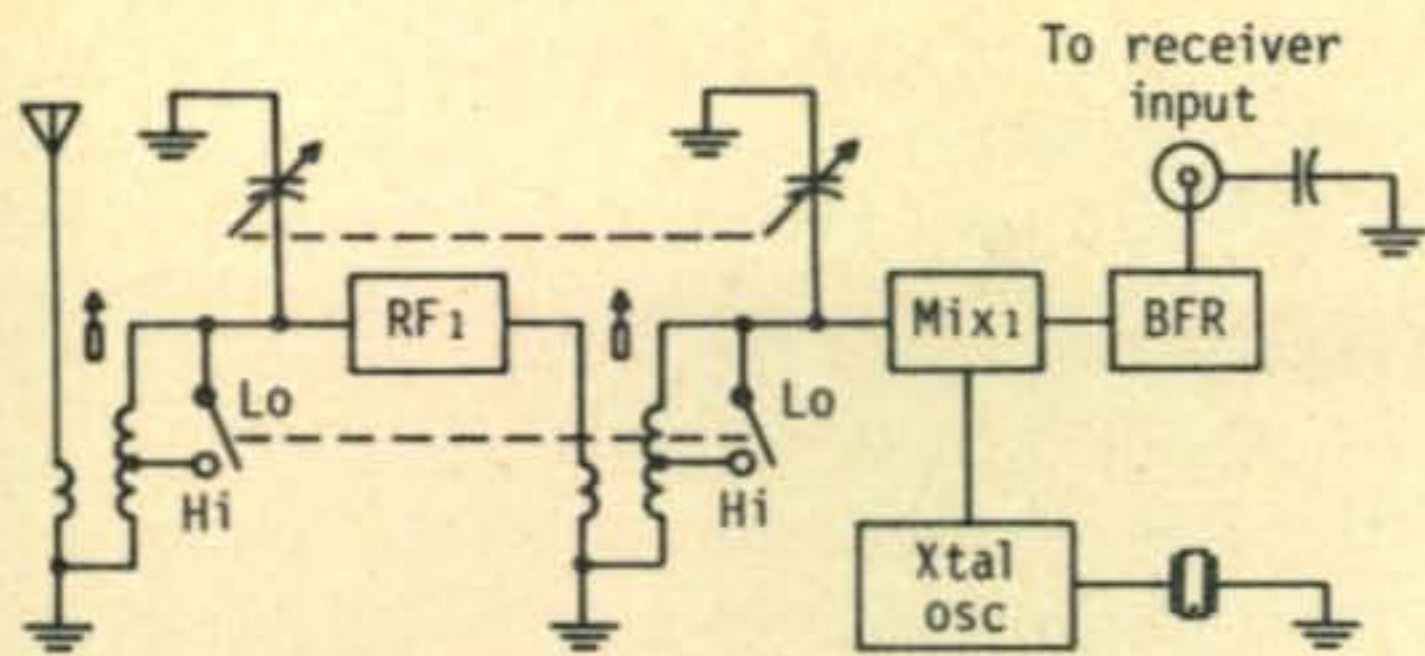 To receiver
input
RF1
Mix1
BFR
Lo
Hi
Lo
Hi
Xtal
osc